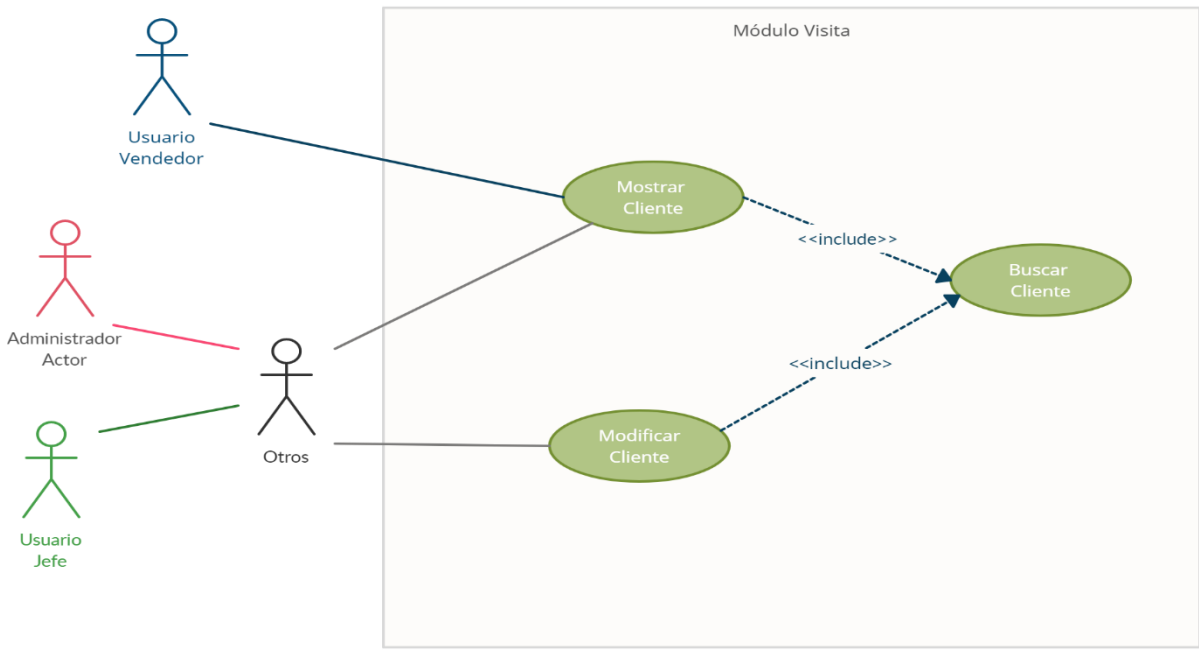 Módulo Visita
Usuario
Vendedor
Mostrar
Cliente
<<include>>
Buscar
Cliente
Administrador
Actor
<<include>>
Otros
Modificar
Cliente
Usuario
Jefe